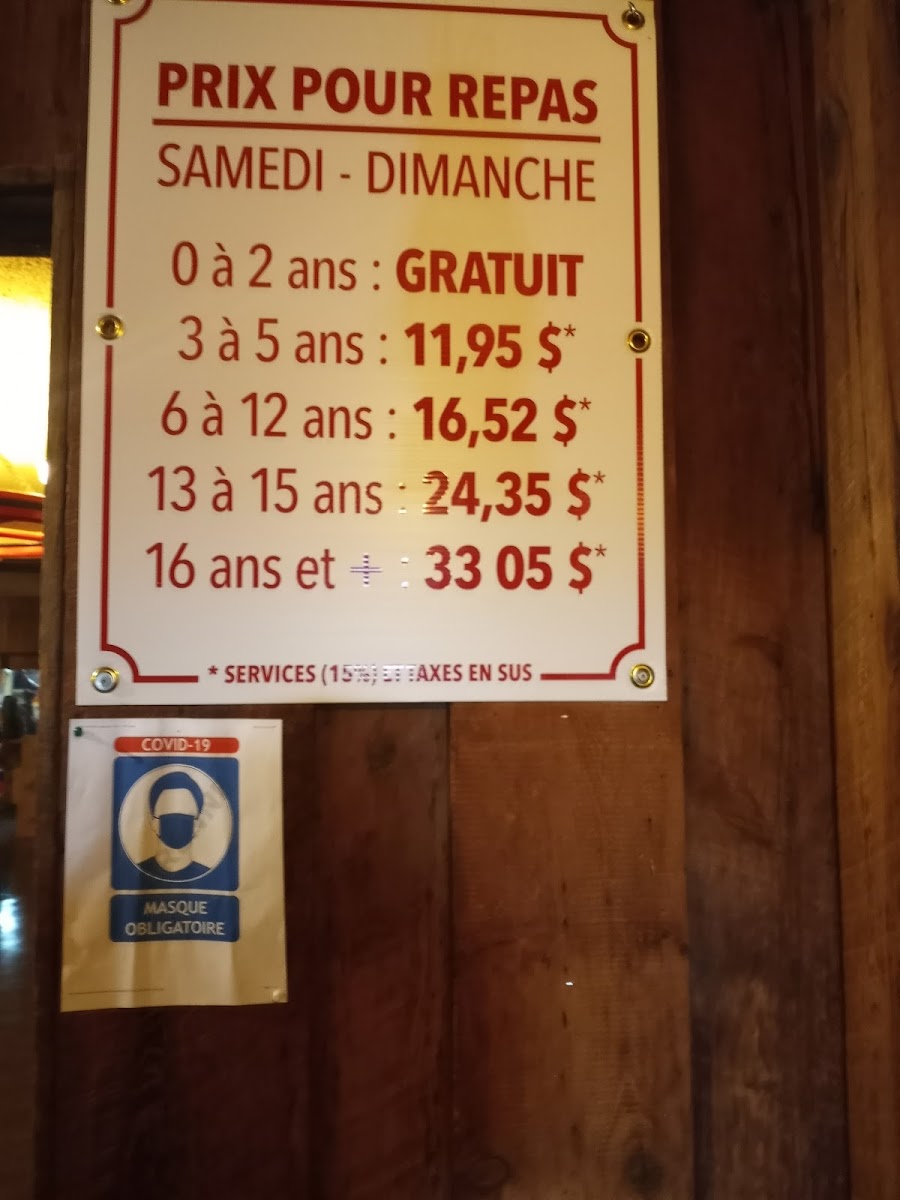 PRIX POUR REPAS
SAMEDI - DIMANCHE
0 à 2 ans : GRATUIT
3 à 5 ans : 11,95 $*
6 à 12 ans : 16,52 $*
13 à 15 ans : 24,35 $*
16 ans et + : 33 05 $*
* SERVICES (15%) ET TAXES EN SUS
COVID-19
MASQUE
OBLIGATOIRE